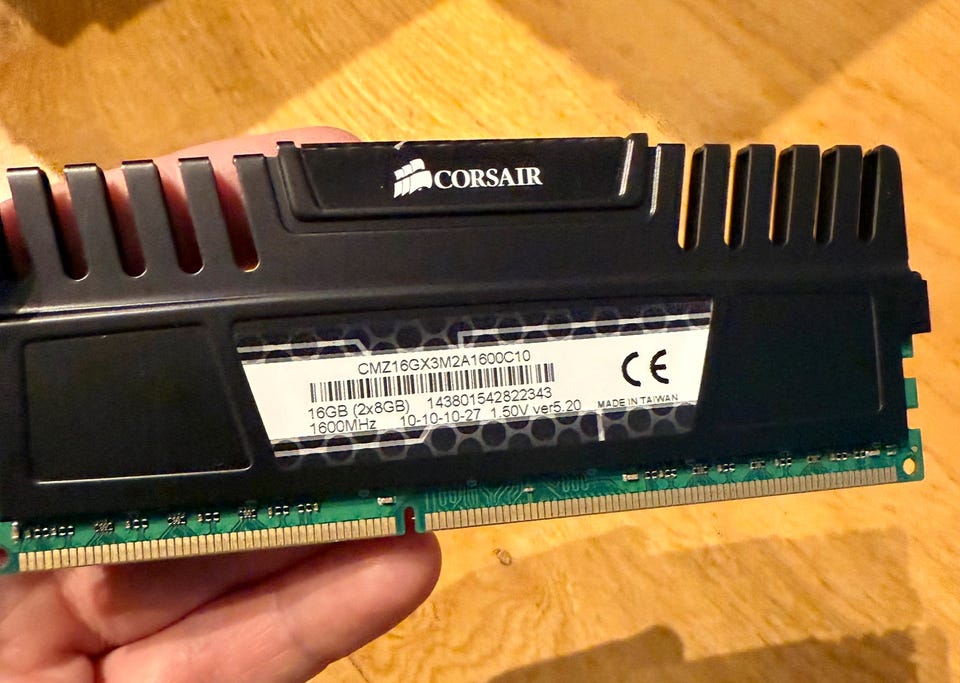 CORSAIR
CMZ16GX3M2A1600C10
16GB (2x8GB) 143801542822343
1600MHz 10-10-10-27 1.50V ver5.20
CE
MADE IN TAIWAN